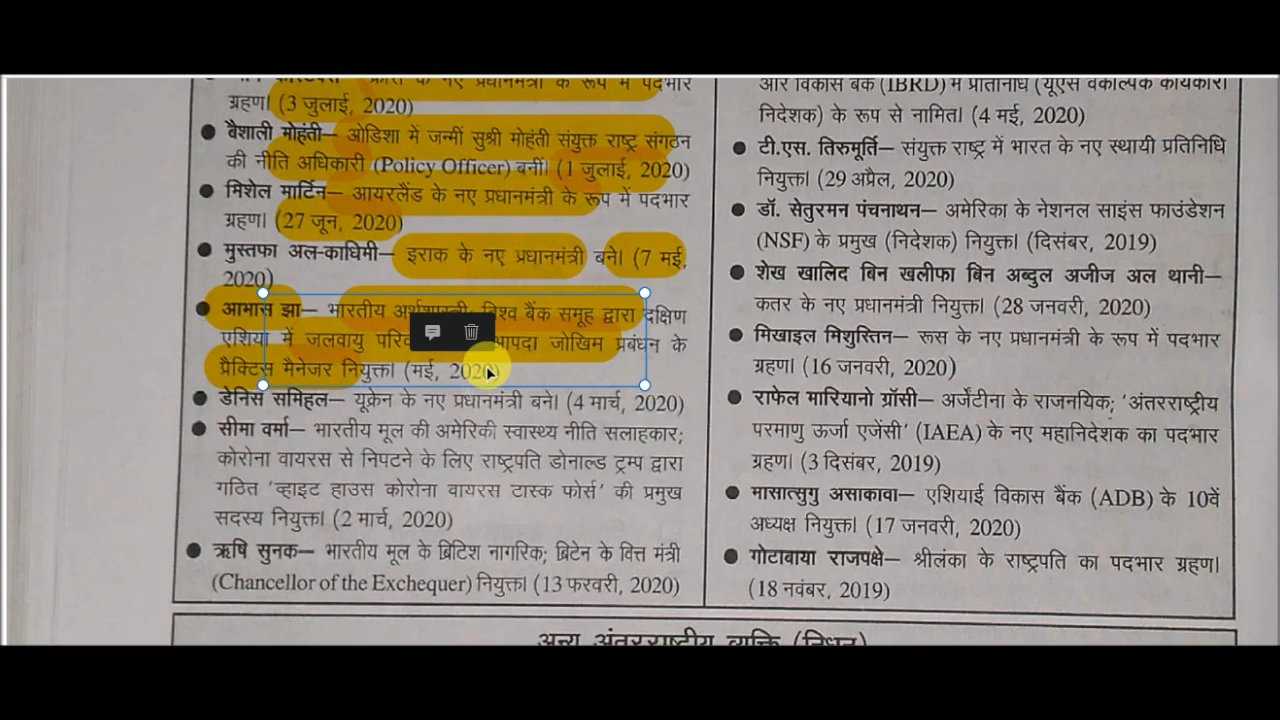 के नए प्रधानमंत्री के रूप में पदभार
ग्रहण। (3 जुलाई, 2020)
● बैशाली मोहंती– ओडिशा में जन्मीं सुश्री मोहंती संयुक्त राष्ट्र संगठन
की नीति अधिकारी (Policy Officer) बनीं। (1 जुलाई, 2020)
● मिशेल मार्टिन– आयरलैंड के नए प्रधानमंत्री के रूप में पदभार
ग्रहण। (27 जून, 2020)
● मुस्तफा अल-काधिमी– इराक के नए प्रधानमंत्री बने। (7 मई,
2020)
● आभास झा– भारतीय अर्थशास्त्री; विश्व बैंक समूह द्वारा दक्षिण
एशिया में जलवायु आपदा जोखिम प्रबंधन के
प्रैक्टिस मैनेजर नियुक्त। (मई, 2020)
● डेनिस समिहल– यूक्रेन के नए प्रधानमंत्री बने। (4 मार्च, 2020)
● सीमा वर्मा– भारतीय मूल की अमेरिकी स्वास्थ्य नीति सलाहकार;
कोरोना वायरस से निपटने के लिए राष्ट्रपति डोनाल्ड ट्रम्प द्वारा
गठित 'व्हाइट हाउस कोरोना वायरस टास्क फोर्स' की प्रमुख
सदस्य नियुक्त। (2 मार्च, 2020)
● ऋषि सुनक– भारतीय मूल के ब्रिटिश नागरिक; ब्रिटेन के वित्त मंत्री
(Chancellor of the Exchequer) नियुक्त। (13 फरवरी, 2020)
और विकास बैंक (IBRD) में प्रतिनिधि (यूएस वैकल्पिक कार्यकारी
निदेशक) के रूप से नामित। (4 मई, 2020)
● टी.एस. तिरुमूर्ति– संयुक्त राष्ट्र में भारत के नए स्थायी प्रतिनिधि
नियुक्त। (29 अप्रैल, 2020)
● डॉ. सेतुरमन पंचनाथन– अमेरिका के नेशनल साइंस फाउंडेशन
(NSF) के प्रमुख (निदेशक) नियुक्त। (दिसंबर, 2019)
● शेख खालिद बिन खलीफा बिन अब्दुल अजीज अल थानी–
कतर के नए प्रधानमंत्री नियुक्त। (28 जनवरी, 2020)
● मिखाइल मिशुस्तिन– रूस के नए प्रधानमंत्री के रूप में पदभार
ग्रहण। (16 जनवरी, 2020)
● राफेल मारियानो ग्रॉसी– अर्जेंटीना के राजनयिक; 'अंतरराष्ट्रीय
परमाणु ऊर्जा एजेंसी' (IAEA) के नए महानिदेशक का पदभार
ग्रहण। (3 दिसंबर, 2019)
● मासात्सुगु असाकावा– एशियाई विकास बैंक (ADB) के 10वें
अध्यक्ष नियुक्त। (17 जनवरी, 2020)
● गोटाबाया राजपक्षे– श्रीलंका के राष्ट्रपति का पदभार ग्रहण।
(18 नवंबर, 2019)
अन्य अंतरराष्ट्रीय व्यक्ति (निधन)